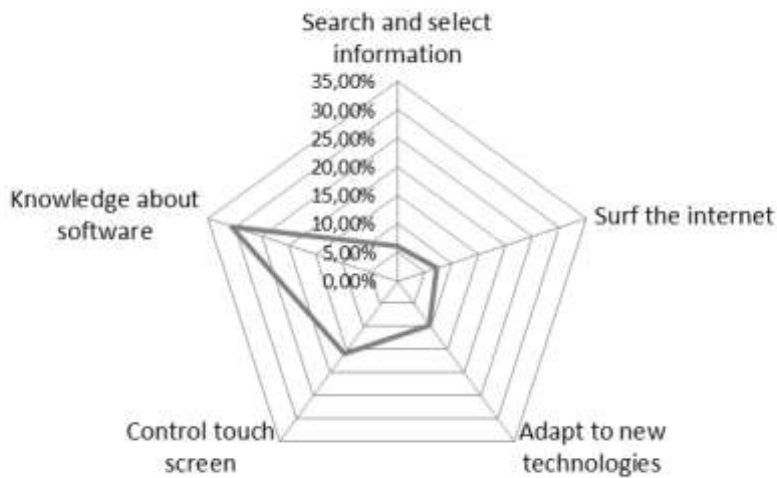 Search and select
information
35,00%
30,00%
25,00%
20,00%
15,00%
10,00%
5,00%
0,00%
Knowledge about
software
Surf the internet
Control touch
screen
Adapt to new
technologies